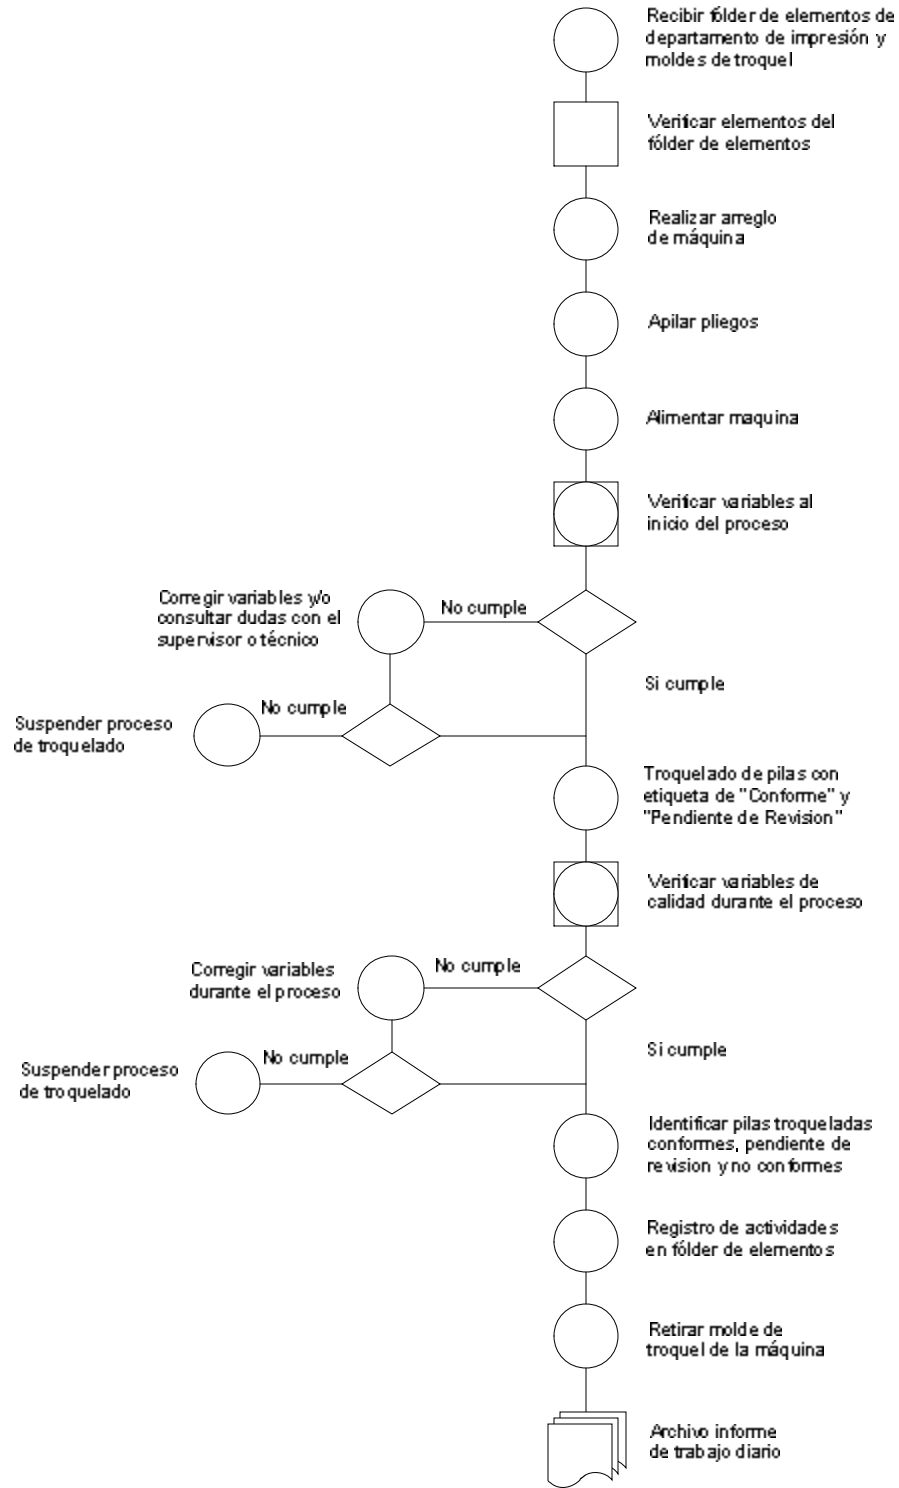 Recibir fólder de elementos de
departamento de impresión y
moldes de troquel
Verificar elementos del
fólder de elementos
Realizar arreglo
de máquina
Apilar pliegos
Alimentar maquina
Verificar variables al
inicio del proceso
Corregir variables y/o
consultar dudas con el
supervisor o técnico
No cumple
Si cumple
No cumple
Suspender proceso
de troquelado
Troquelado de pilas con
etiqueta de "Conforme" y
"Pendiente de Revision"
Verificar variables de
calidad durante el proceso
Corregir variables
durante el proceso
No cumple
Si cumple
No cumple
Suspender proceso
de troquelado
Identificar pilas troqueladas
conformes, pendiente de
revision y no conformes
Registro de actividades
en fólder de elementos
Retirar molde de
troquel de la máquina
Archivo informe
de trabajo diario